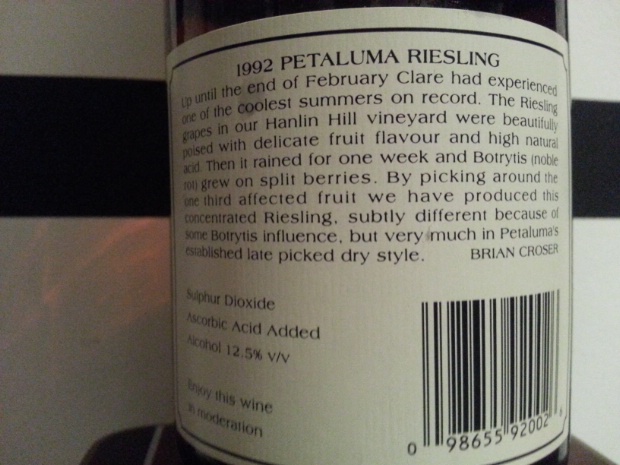 1992 PETALUMA RIESLING
Up until the end of February Clare had experienced
one of the coolest summers on record. The Riesling
grapes in our Hanlin Hill vineyard were beautifully
poised with delicate fruit flavour and high natural
acid. Then it rained for one week and Botrytis (noble
rot) grew on split berries. By picking around the
one third affected fruit we have produced this
concentrated Riesling, subtly different because of
some Botrytis influence, but very much in Petaluma's
established late picked dry style. BRIAN CROSER
Sulphur Dioxide
Ascorbic Acid Added
Alcohol 12.5% V/V
Enjoy this wine
in moderation
0 98655 92002